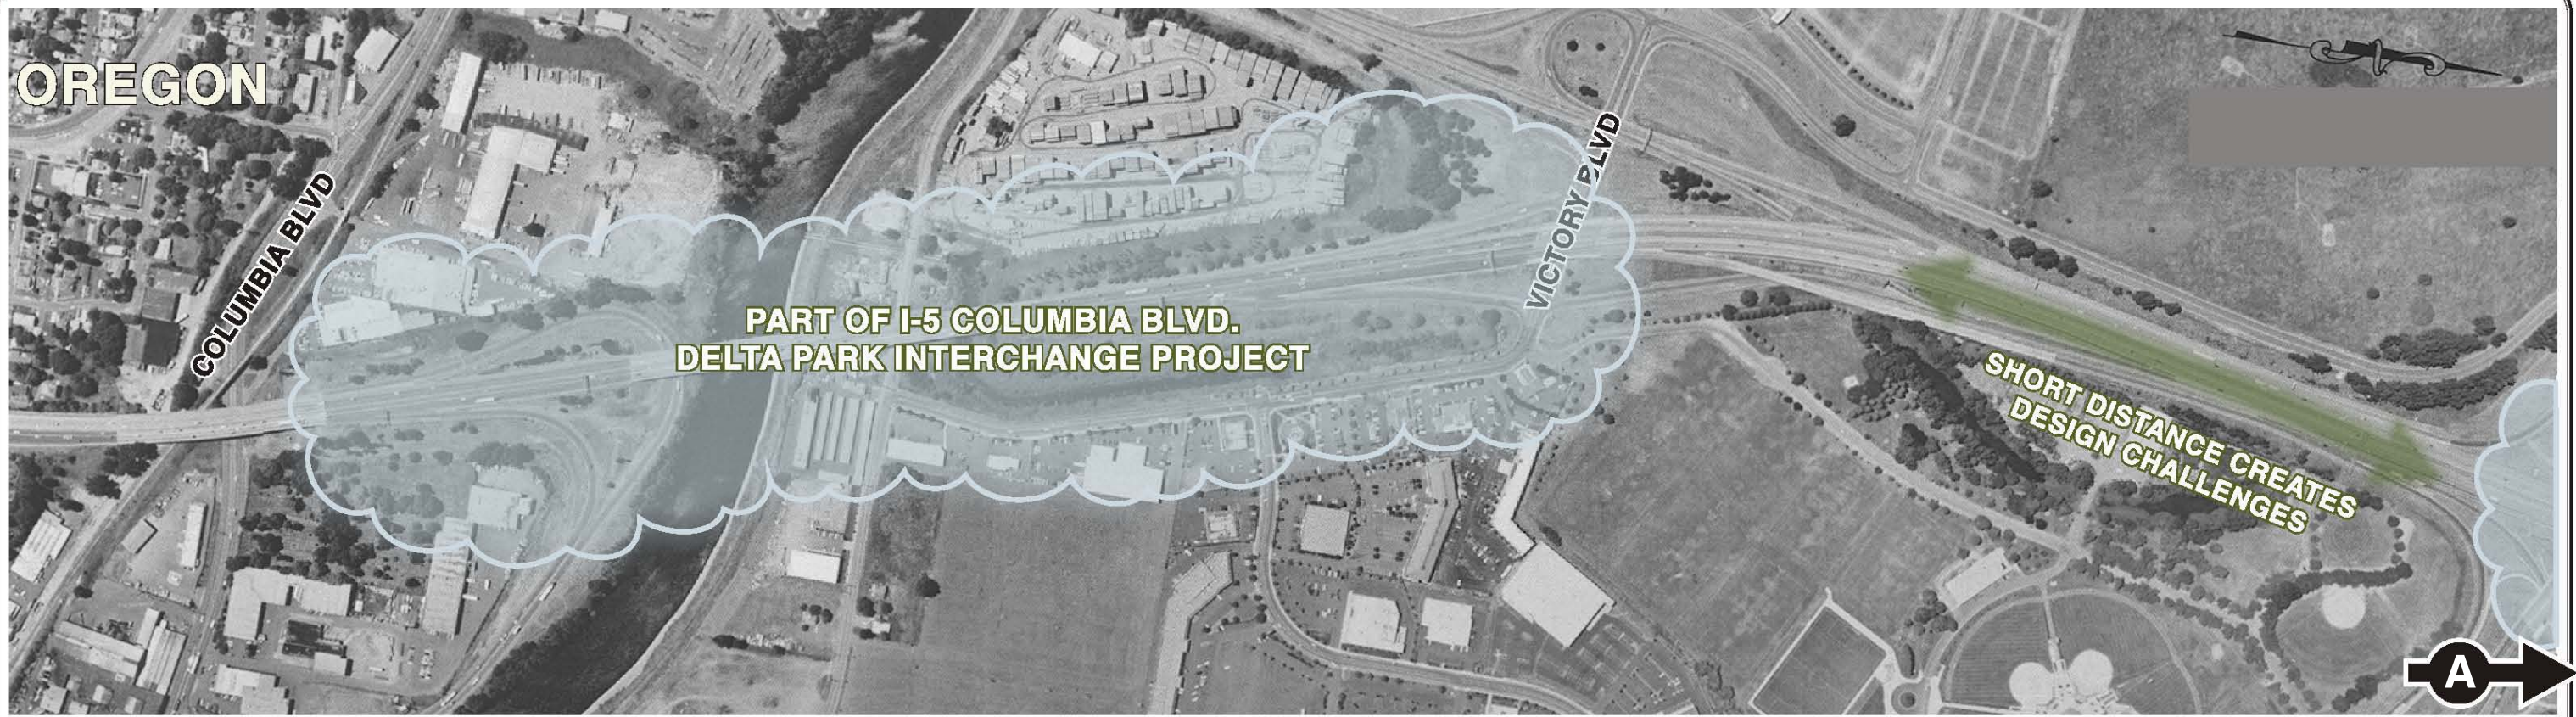 OREGON
COLUMBIA BLVD
VICTORY BLVD
PART OF I-5 COLUMBIA BLVD.
DELTA PARK INTERCHANGE PROJECT
SHORT DISTANCE CREATES
DESIGN CHALLENGES
A